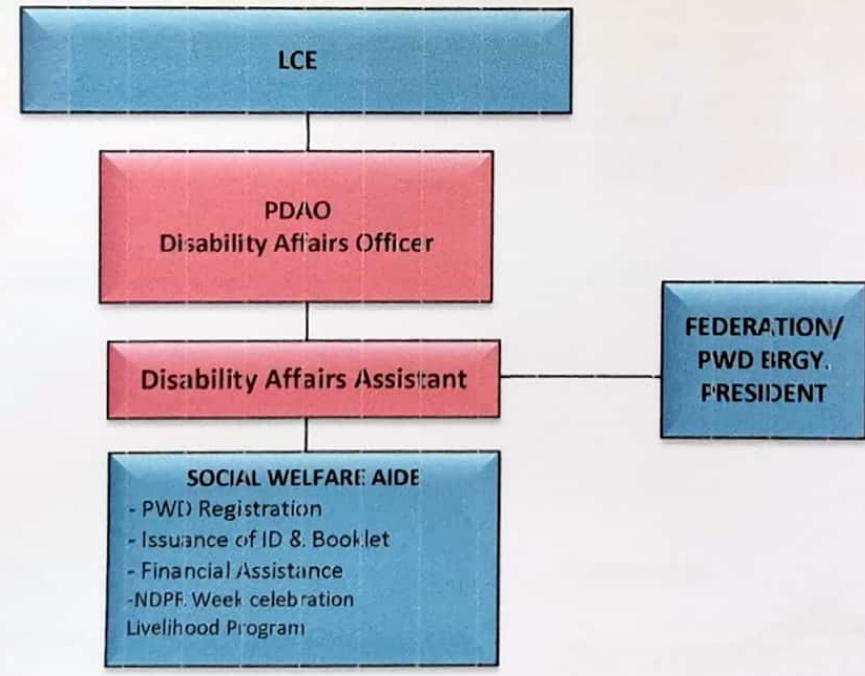 LCE
PDAO
Disability Affairs Officer
Disability Affairs Assistant
FEDERATION/
PWD BRGY.
PRESIDENT
SOCIAL WELFARE AIDE
- PWD Registration
- Issuance of ID & Booklet
- Financial Assistance
-NDPR Week celebration
Livelihood Program